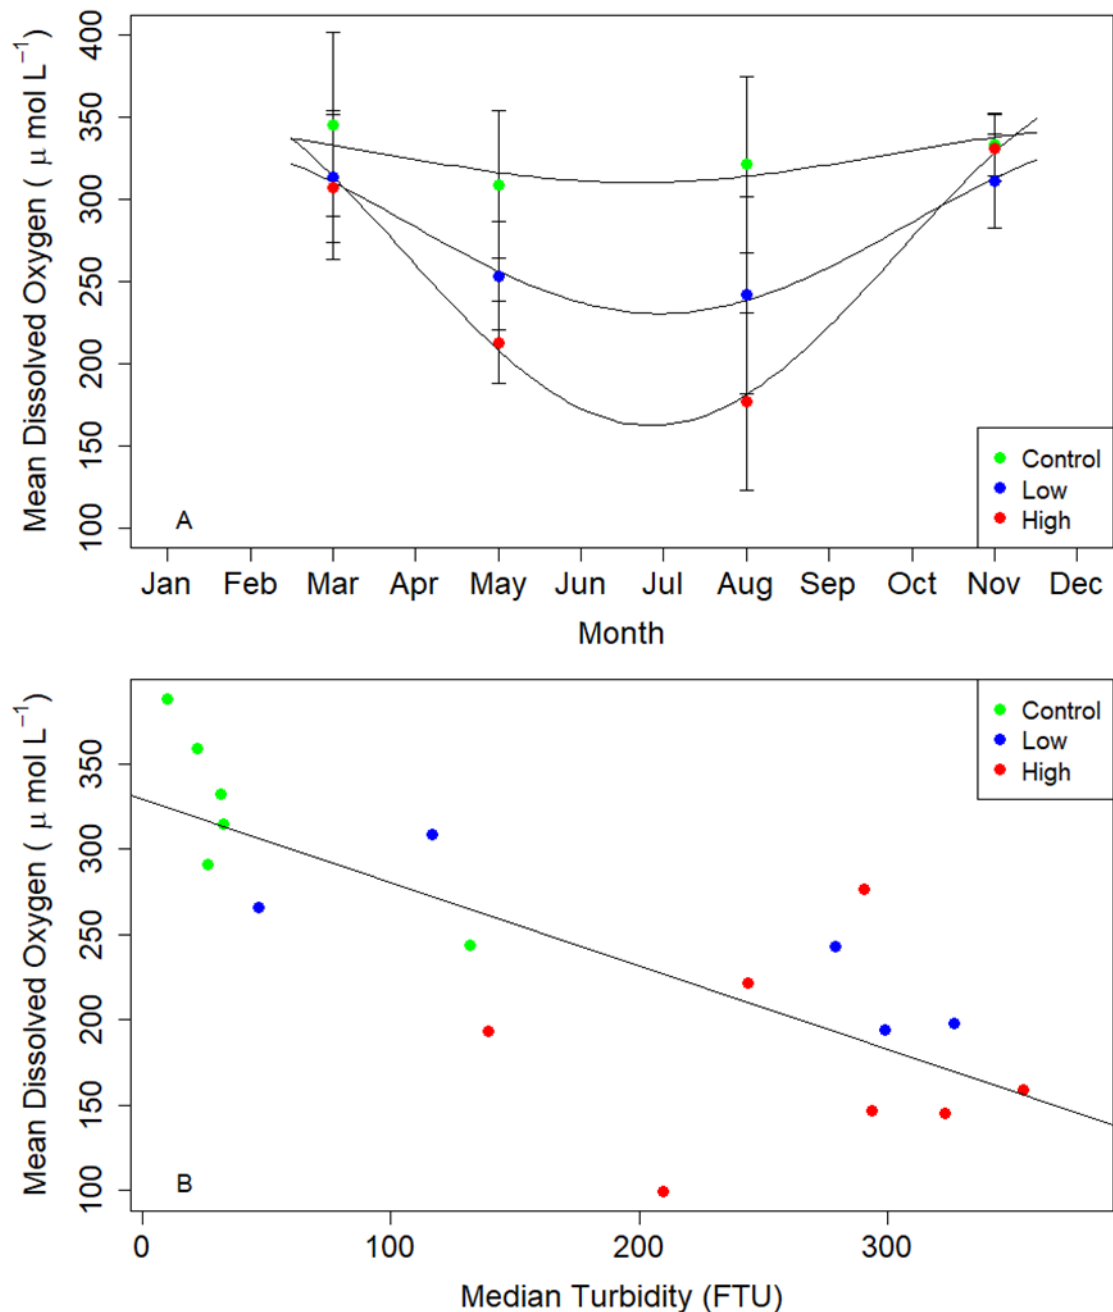 Mean Dissolved Oxygen ( μ mol L⁻¹)
400
350
300
250
200
150
100
A
Control
Low
High
Jan Feb Mar Apr May Jun Jul Aug Sep Oct Nov Dec
Month
Mean Dissolved Oxygen ( μ mol L⁻¹)
350
300
250
200
150
100
Control
Low
High
B
0 100 200 300
Median Turbidity (FTU)